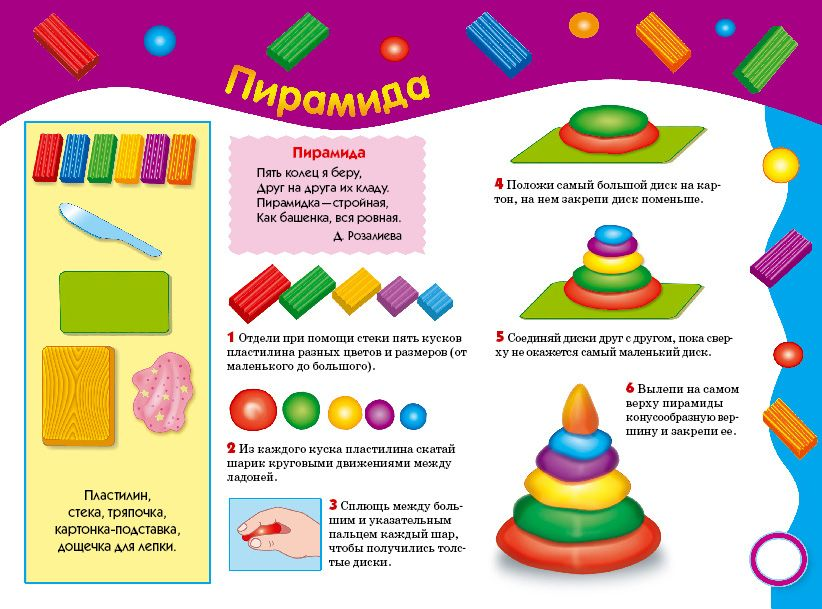 Пирамида
Пластилин,
стека, тряпочка,
картонка-подставка,
дощечка для лепки.
Пирамида
Пять колец я беру,
Друг на друга их кладу.
Пирамидка — стройная,
Как башенка, вся ровная.
Д. Розалиева
1 Отдели при помощи стеки пять кусков
пластилина разных цветов и размеров (от
маленького до большого).
2 Из каждого куска пластилина скатай
шарик круговыми движениями между
ладоней.
3 Сплющь между боль-
шим и указательным
пальцем каждый шар,
чтобы получились толс-
тые диски.
4 Положи самый большой диск на кар-
тон, на нем закрепи диск поменьше.
5 Соединяй диски друг с другом, пока свер-
ху не окажется самый маленький диск.
6 Вылепи на самом
верху пирамиды
конусообразную вер-
шину и закрепи ее.